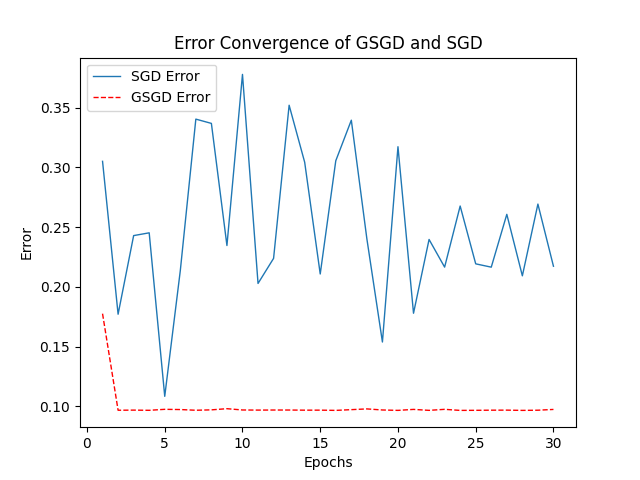 Error Convergence of GSGD and SGD
SGD Error
GSGD Error
0.35
0.30
0.25
0.20
0.15
0.10
Error
0 5 10 15 20 25 30
Epochs